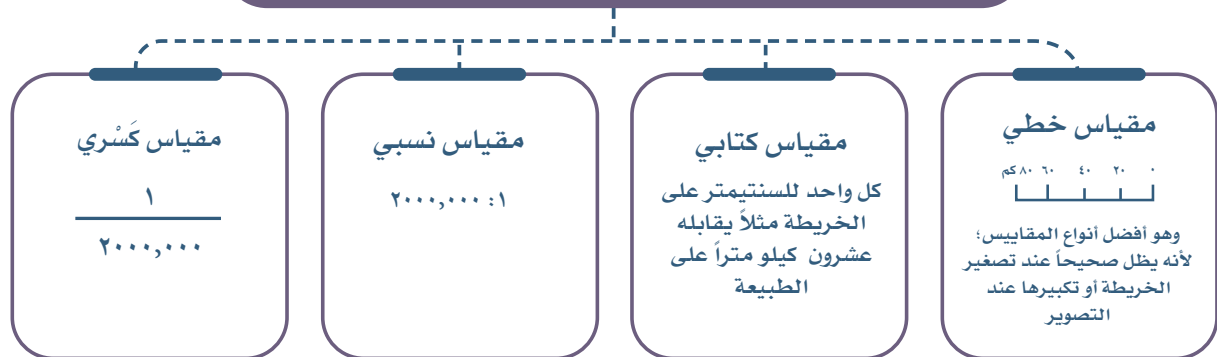 مقياس خطي
٠ ٢٠ ٤٠ ٦٠ ٨٠ كم
وهو أفضل أنواع المقاييس؛
لأنه يظل صحيحاً عند تصغير
الخريطة أو تكبيرها عند
التصوير
مقياس كتابي
كل واحد للسنتيمتر على
الخريطة مثلاً يقابله
عشرون كيلو متراً على
الطبيعة
مقياس نسبي
١: ٢٠٠٠,٠٠٠
مقياس كَسْري
١
٢٠٠٠,٠٠٠